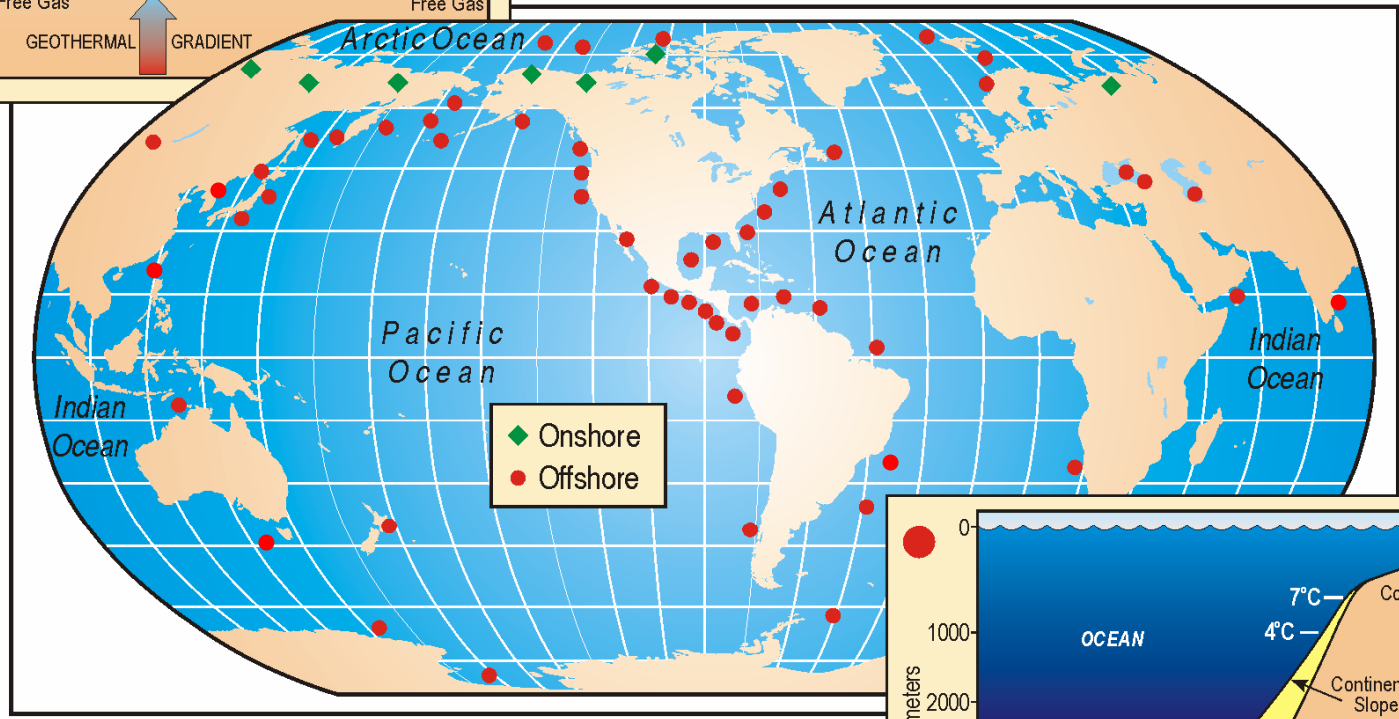 Free Gas
Free Gas
GEOTHERMAL GRADIENT
Arctic Ocean
Atlantic
Ocean
Pacific
Ocean
Indian
Ocean
Indian
Ocean
Onshore
Offshore
0
7°C
1000
4°C
OCEAN
meters
2000
Slope